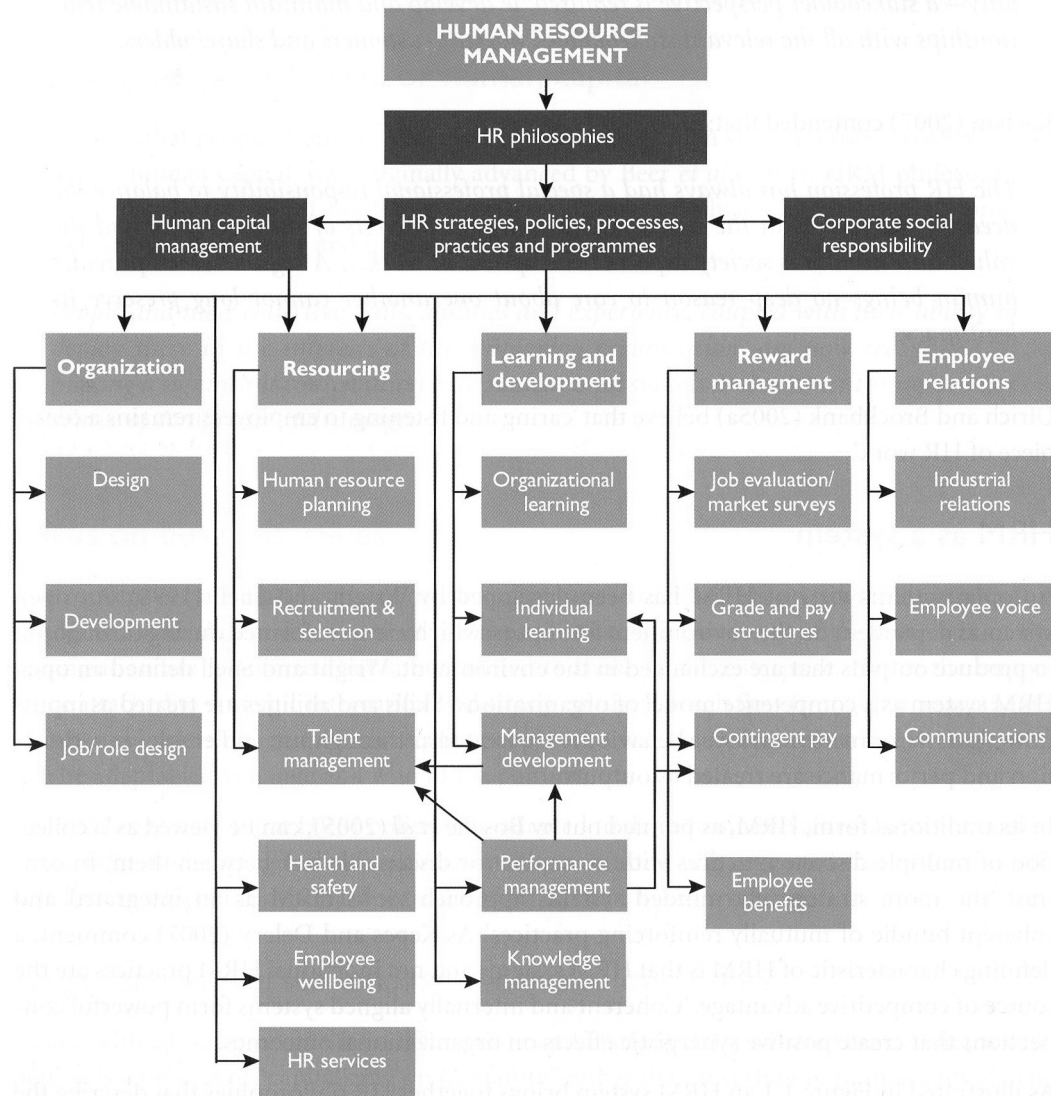 HUMAN RESOURCE
MANAGEMENT
HR philosophies
Human capital
management
HR strategies, policies, processes,
practices and programmes
Corporate social
responsibility
Organization
Resourcing
Learning and
development
Reward
managment
Employee
relations
Design
Human resource
planning
Organizational
learning
Job evaluation/
market surveys
Industrial
relations
Development
Recruitment &
selection
Individual
learning
Grade and pay
structures
Employee voice
Job/role design
Talent
management
Management
development
Contingent pay
Communications
Health and
safety
Performance
management
Employee
benefits
Employee
wellbeing
Knowledge
management
HR services